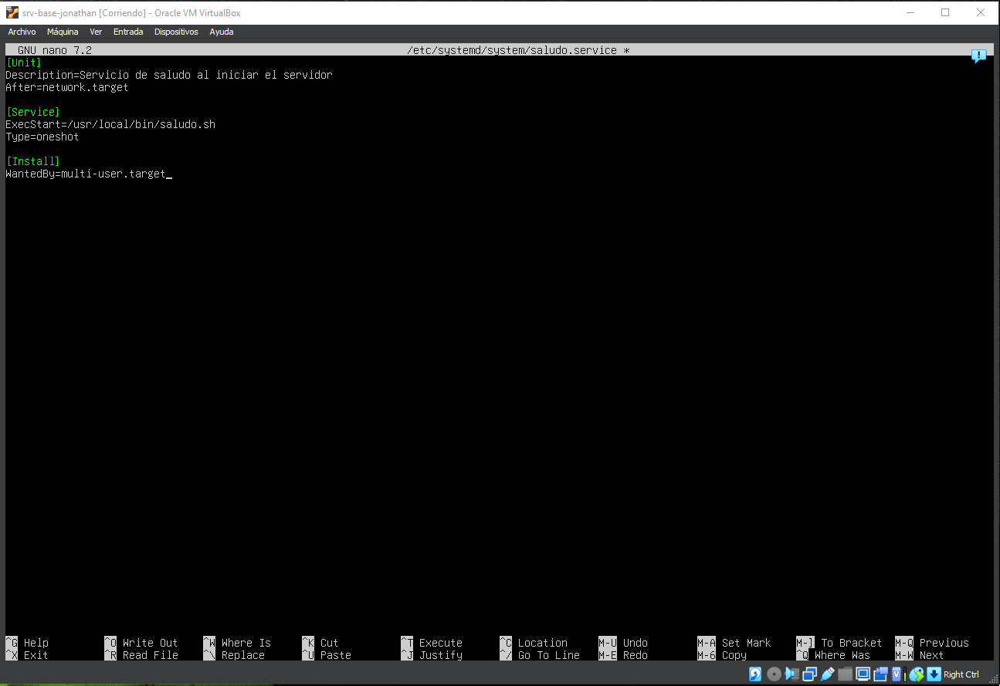 srv-base-jonathan [Corriendo] - Oracle VM VirtualBox
Archivo Máquina Ver Entrada Dispositivos Ayuda
GNU nano 7.2 /etc/systemd/system/saludo.service *
[Unit]
Description=Servicio de saludo al iniciar el servidor
After=network.target
[Service]
ExecStart=/usr/local/bin/saludo.sh
Type=oneshot
[Install]
WantedBy=multi-user.target_
^G Help ^O Write Out ^W Where Is ^K Cut ^T Execute ^C Location M-U Undo M-A Set Mark M-] To Bracket M-Q Previous
^X Exit ^R Read File ^\ Replace ^U Paste ^J Justify ^/ Go To Line M-E Redo M-6 Copy ^Q Where Was M-W Next
Right Ctrl